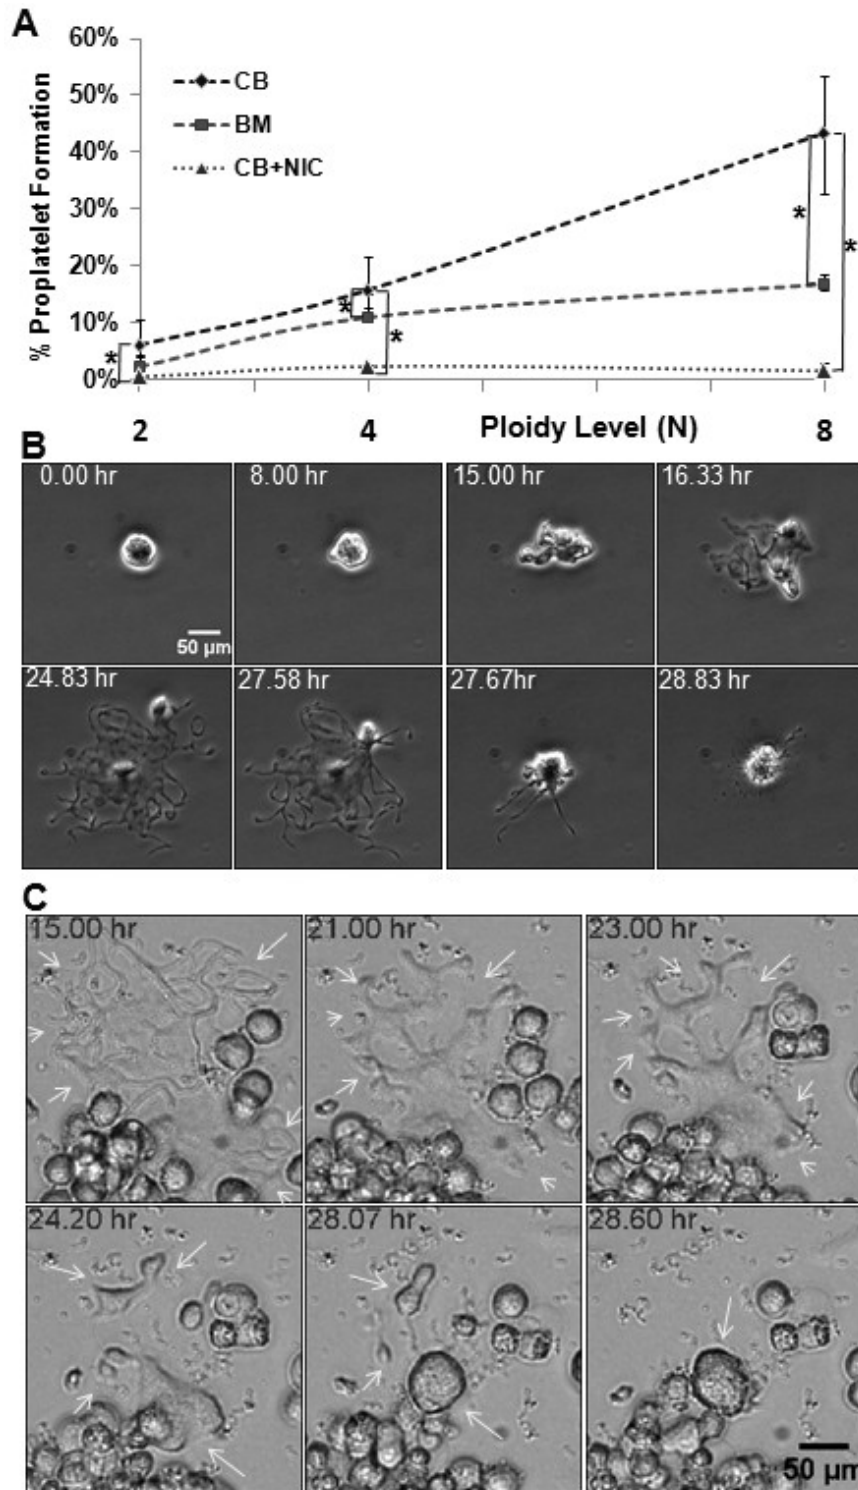 A
60%
50%
40%
30%
20%
10%
0%
% Proplatelet Formation
CB
BM
CB+NIC
*
*
*
*
*
2
4
Ploidy Level (N)
8
B
0.00 hr
8.00 hr
15.00 hr
16.33 hr
50 µm
24.83 hr
27.58 hr
27.67hr
28.83 hr
C
15.00 hr
21.00 hr
23.00 hr
24.20 hr
28.07 hr
28.60 hr
50 µm